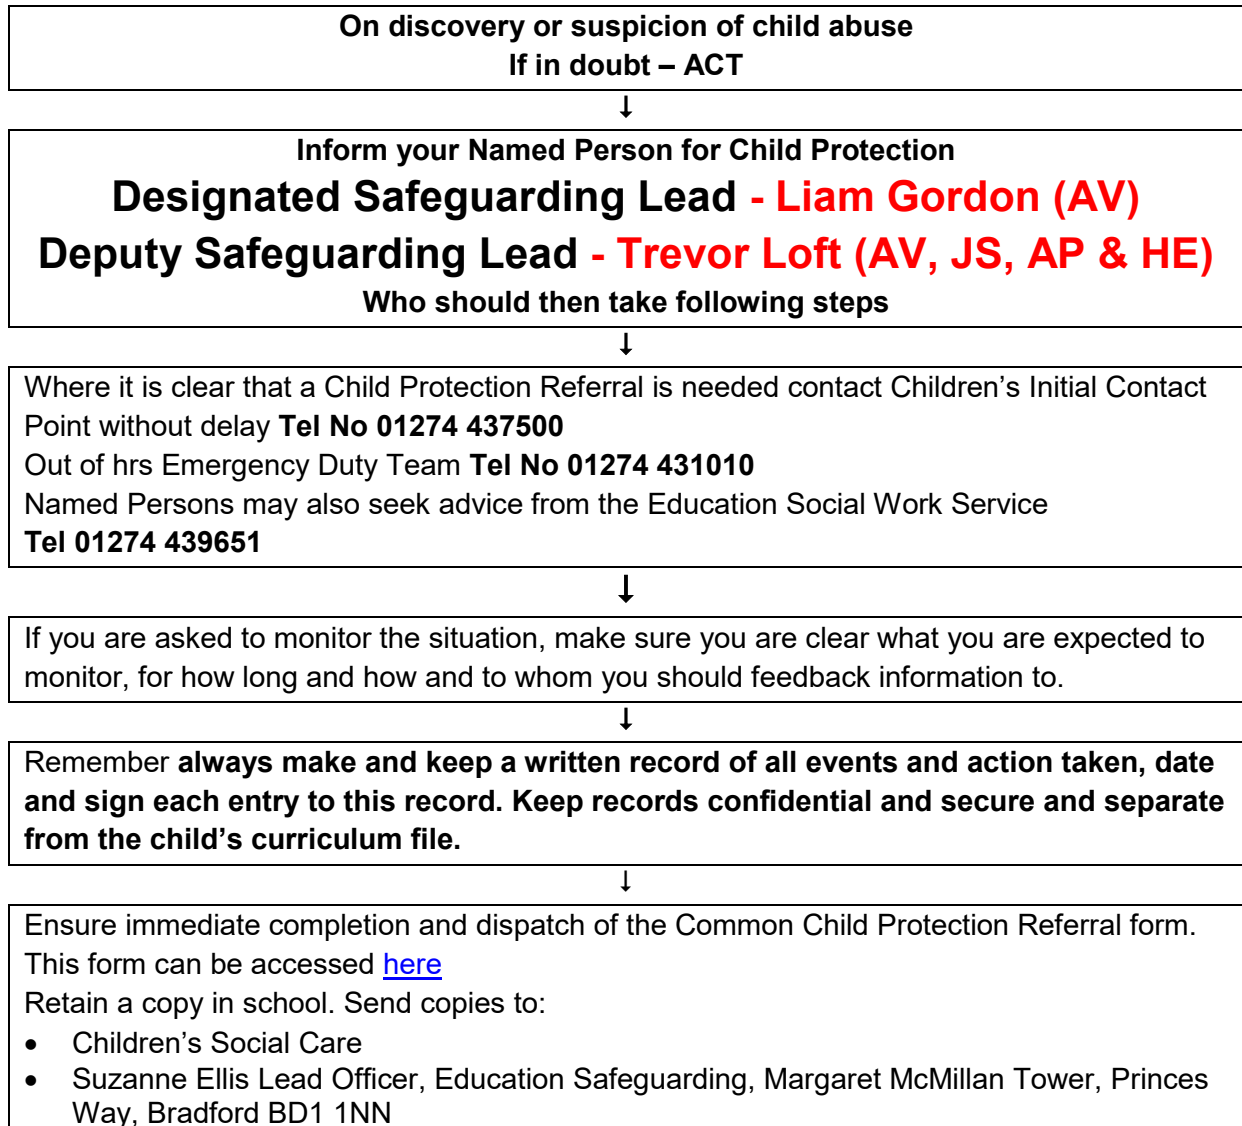 On discovery or suspicion of child abuse
If in doubt – ACT
↓
Inform your Named Person for Child Protection
Designated Safeguarding Lead - Liam Gordon (AV)
Deputy Safeguarding Lead - Trevor Loft (AV, JS, AP & HE)
Who should then take following steps
↓
Where it is clear that a Child Protection Referral is needed contact Children’s Initial Contact
Point without delay Tel No 01274 437500
Out of hrs Emergency Duty Team Tel No 01274 431010
Named Persons may also seek advice from the Education Social Work Service
Tel 01274 439651
↓
If you are asked to monitor the situation, make sure you are clear what you are expected to
monitor, for how long and how and to whom you should feedback information to.
↓
Remember always make and keep a written record of all events and action taken, date
and sign each entry to this record. Keep records confidential and secure and separate
from the child’s curriculum file.
↓
Ensure immediate completion and dispatch of the Common Child Protection Referral form.
This form can be accessed here
Retain a copy in school. Send copies to:
• Children’s Social Care
• Suzanne Ellis Lead Officer, Education Safeguarding, Margaret McMillan Tower, Princes
Way, Bradford BD1 1NN